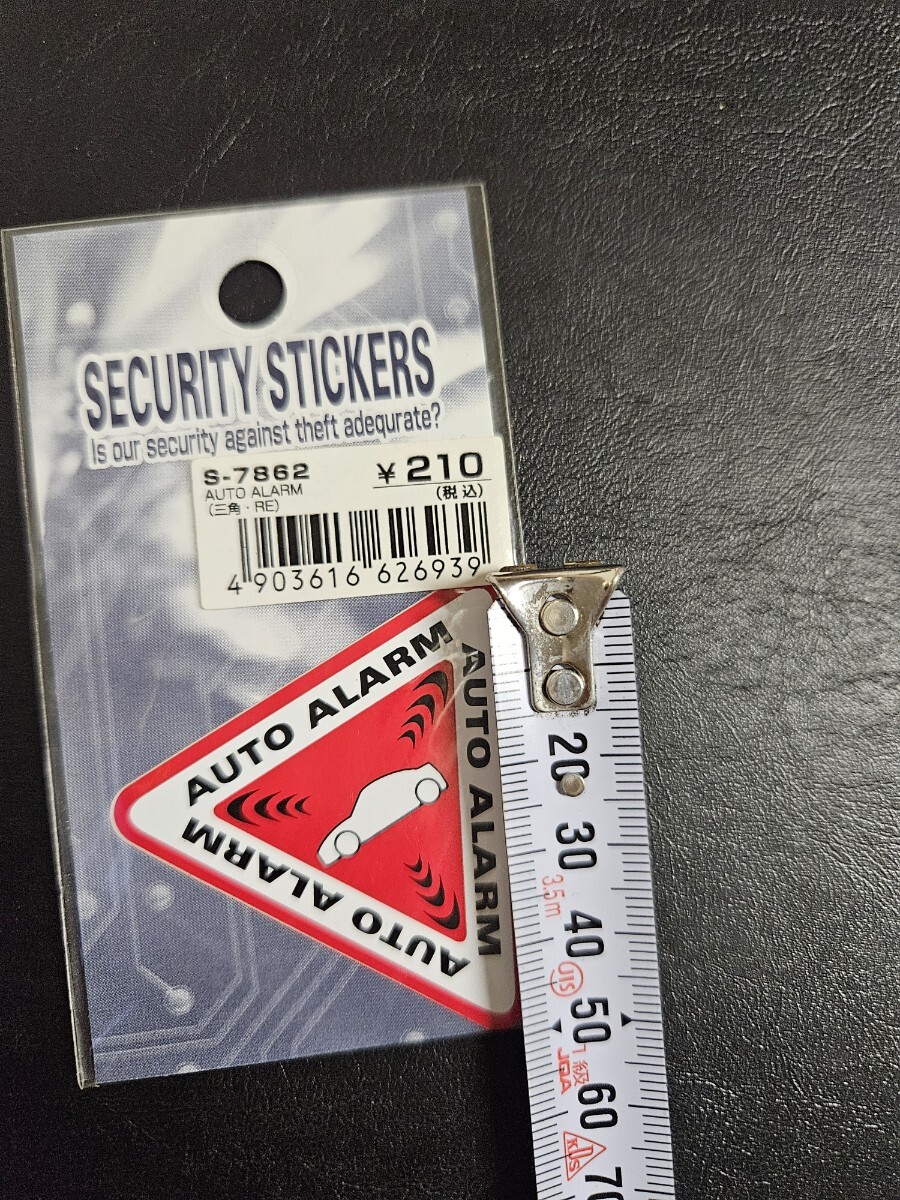 SECURITY STICKERS
Is our security against theft adequrate?
S-7862 ¥210
AUTO ALARM (税込)
(三角・RE)
4 903616 626939
AUTO ALARM
AUTO ALARM
AUTO ALARM
20
30
3.5m
40
JIS
50
1級
JQA
60
KDS
70